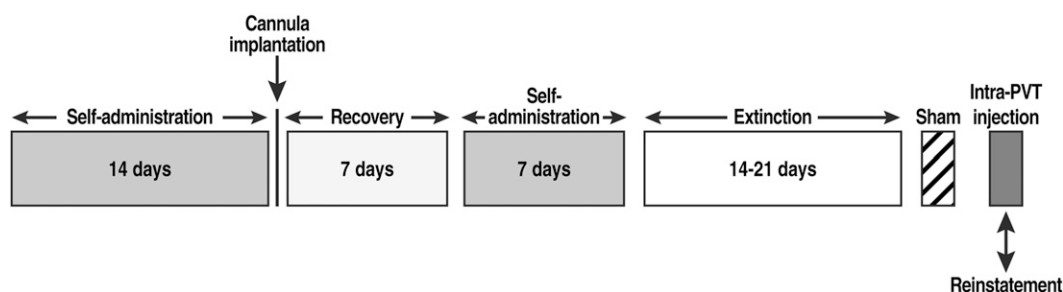 Cannula
implantation
Self-administration
Recovery
Self-
administration
Extinction
Sham
Intra-PVT
injection
14 days
7 days
7 days
14-21 days
Reinstatement